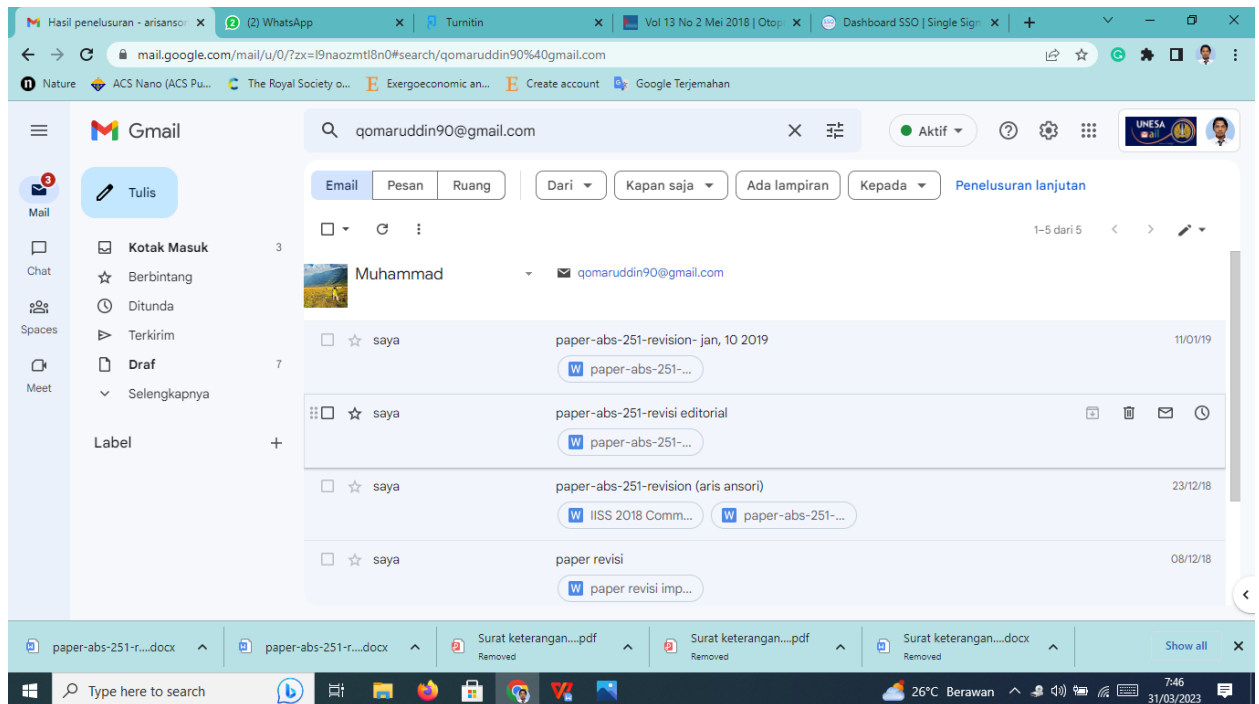 Hasil penelusuran - arisansor
(2) WhatsApp
Turnitin
Vol 13 No 2 Mei 2018 | Otop
Dashboard SSO | Single Sign
mail.google.com/mail/u/0/?zx=l9naozmtl8n0#search/qomaruddin90%40gmail.com
Nature
ACS Nano (ACS Pu...
The Royal Society o...
Exergoeconomic an...
Create account
Google Terjemahan
Gmail
qomaruddin90@gmail.com
Aktif
UNESA
mail
3
Mail
Chat
Spaces
Meet
Tulis
Kotak Masuk 3
Berbintang
Ditunda
Terkirim
Draf 7
Selengkapnya
Label
Email Pesan Ruang Dari Kapan saja Ada lampiran Kepada Penelusuran lanjutan
1–5 dari 5
Muhammad qomaruddin90@gmail.com
saya paper-abs-251-revision- jan, 10 2019 11/01/19
paper-abs-251-...
saya paper-abs-251-revisi editorial
paper-abs-251-...
saya paper-abs-251-revision (aris ansori) 23/12/18
IISS 2018 Comm... paper-abs-251-...
saya paper revisi 08/12/18
paper revisi imp...
paper-abs-251-r....docx
paper-abs-251-r....docx
Surat keterangan....pdf
Removed
Surat keterangan....pdf
Removed
Surat keterangan....docx
Removed
Show all
Type here to search
26°C Berawan
7:46
31/03/2023